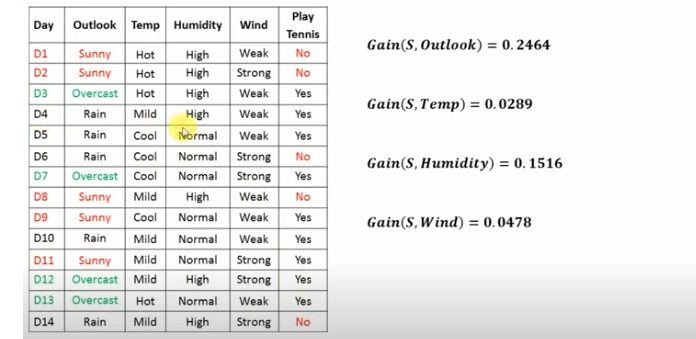 Day Outlook Temp Humidity Wind Play Tennis
D1 Sunny Hot High Weak No
D2 Sunny Hot High Strong No
D3 Overcast Hot High Weak Yes
D4 Rain Mild High Weak Yes
D5 Rain Cool Normal Weak Yes
D6 Rain Cool Normal Strong No
D7 Overcast Cool Normal Strong Yes
D8 Sunny Mild High Weak No
D9 Sunny Cool Normal Weak Yes
D10 Rain Mild Normal Weak Yes
D11 Sunny Mild Normal Strong Yes
D12 Overcast Mild High Strong Yes
D13 Overcast Hot Normal Weak Yes
D14 Rain Mild High Strong No
Gain(S, Outlook) = 0.2464
Gain(S, Temp) = 0.0289
Gain(S, Humidity) = 0.1516
Gain(S, Wind) = 0.0478